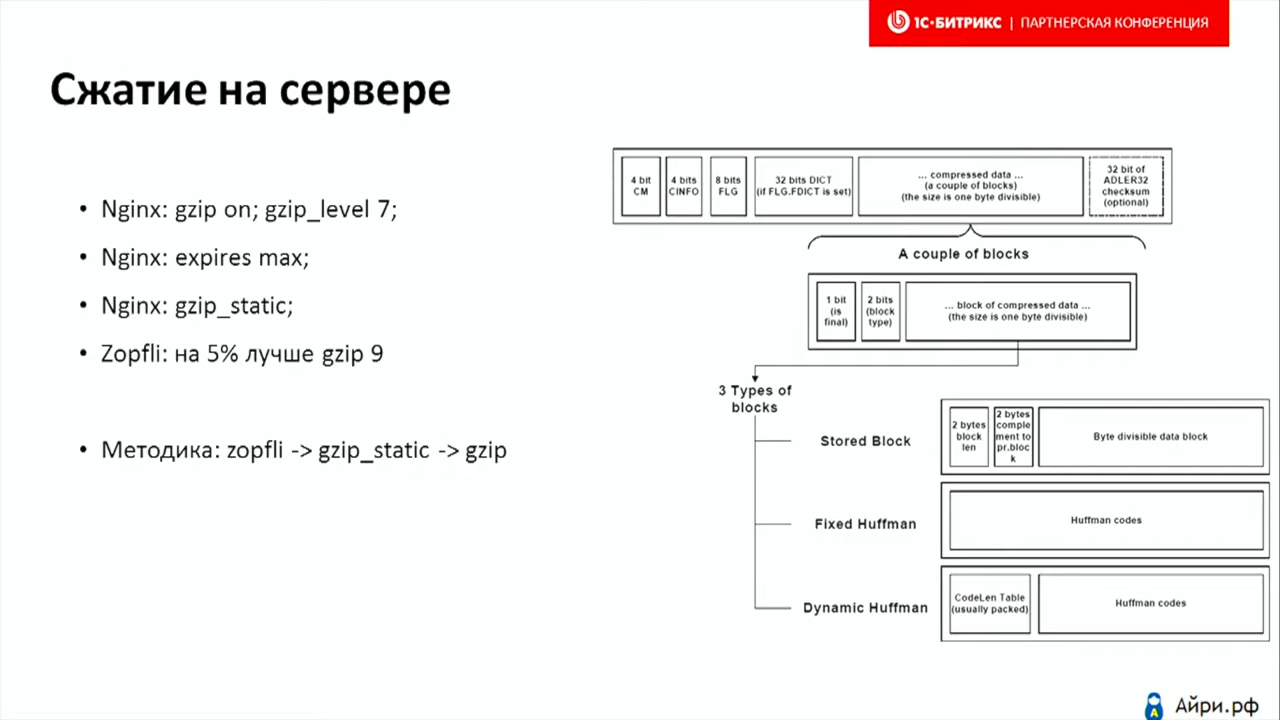 1С-БИТРИКС | ПАРТНЕРСКАЯ КОНФЕРЕНЦИЯ
Сжатие на сервере
• Nginx: gzip on; gzip_level 7;
• Nginx: expires max;
• Nginx: gzip_static;
• Zopfli: на 5% лучше gzip 9
• Методика: zopfli -> gzip_static -> gzip
4 bit
CM
4 bits
CINFO
8 bits
FLG
32 bits DICT
(if FLG.FDICT is set)
... compressed data ...
(a couple of blocks)
(the size is one byte divisible)
32 bit of
ADLER32
checksum
(optional)
A couple of blocks
1 bit
(is
final)
2 bits
(block
type)
... block of compressed data ...
(the size is one byte divisible)
3 Types of
blocks
Stored Block
2 bytes
block
len
2 bytes
comple
ment to
pr.bloc
k
Byte divisible data block
Fixed Huffman
Huffman codes
Dynamic Huffman
CodeLen Table
(usually packed)
Huffman codes
Айри.рф